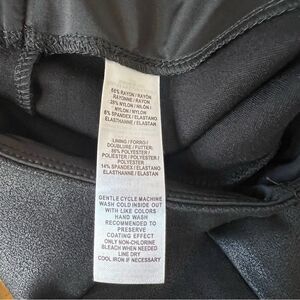 66% RAYON / RAYON
RAYONNE / RAYON
28% NYLON / NILÓN /
NYLON / NYLON
6% SPANDEX / ELASTANO
ELASTHANNE / ELASTAN
LINING / FORRO /
DOUBLURE / FUTTER:
86% POLYESTER/
POLIÉSTER / POLYESTER /
POLYESTER
14% SPANDEX / ELASTANO
ELASTHANNE / ELASTAN
GENTLE CYCLE MACHINE
WASH COLD INSIDE OUT
WITH LIKE COLORS
HAND WASH
RECOMMENDED TO
PRESERVE
COATING EFFECT
ONLY NON-CHLORINE
BLEACH WHEN NEEDED
LINE DRY
COOL IRON IF NECESSARY